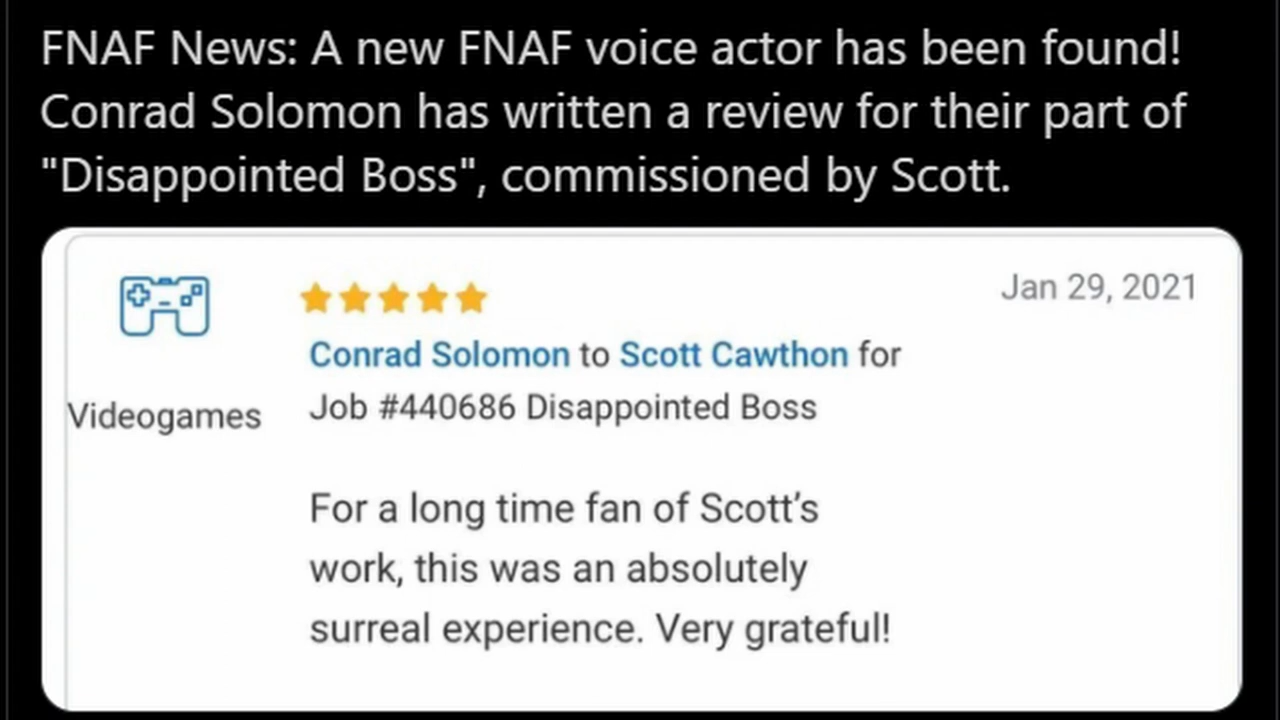 FNAF News: A new FNAF voice actor has been found!
Conrad Solomon has written a review for their part of
"Disappointed Boss", commissioned by Scott.
Jan 29, 2021
Conrad Solomon to Scott Cawthon for
Job #440686 Disappointed Boss
Videogames
For a long time fan of Scott's
work, this was an absolutely
surreal experience. Very grateful!